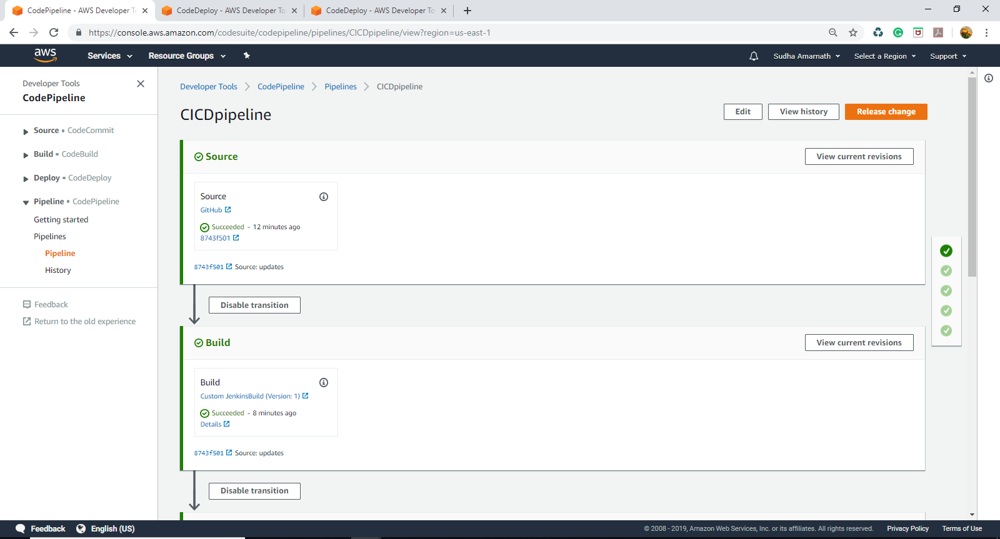 CodePipeline - AWS Developer To
CodeDeploy - AWS Developer To
CodeDeploy - AWS Developer To
https://console.aws.amazon.com/codesuite/codepipeline/pipelines/CICDpipeline/view?region=us-east-1
aws
Services
Resource Groups
Sudha Amarnath
Select a Region
Support
Developer Tools
CodePipeline
Source • CodeCommit
Build • CodeBuild
Deploy • CodeDeploy
Pipeline • CodePipeline
Getting started
Pipelines
Pipeline
History
Feedback
Return to the old experience
Developer Tools > CodePipeline > Pipelines > CICDpipeline
CICDpipeline
Edit
View history
Release change
Source
View current revisions
Source
GitHub
Succeeded - 12 minutes ago
8743f501
8743f501 Source: updates
Disable transition
Build
View current revisions
Build
Custom JenkinsBuild (Version: 1)
Succeeded - 8 minutes ago
Details
8743f501 Source: updates
Disable transition
Feedback
English (US)
© 2008 - 2019, Amazon Web Services, Inc. or its affiliates. All rights reserved.
Privacy Policy
Terms of Use